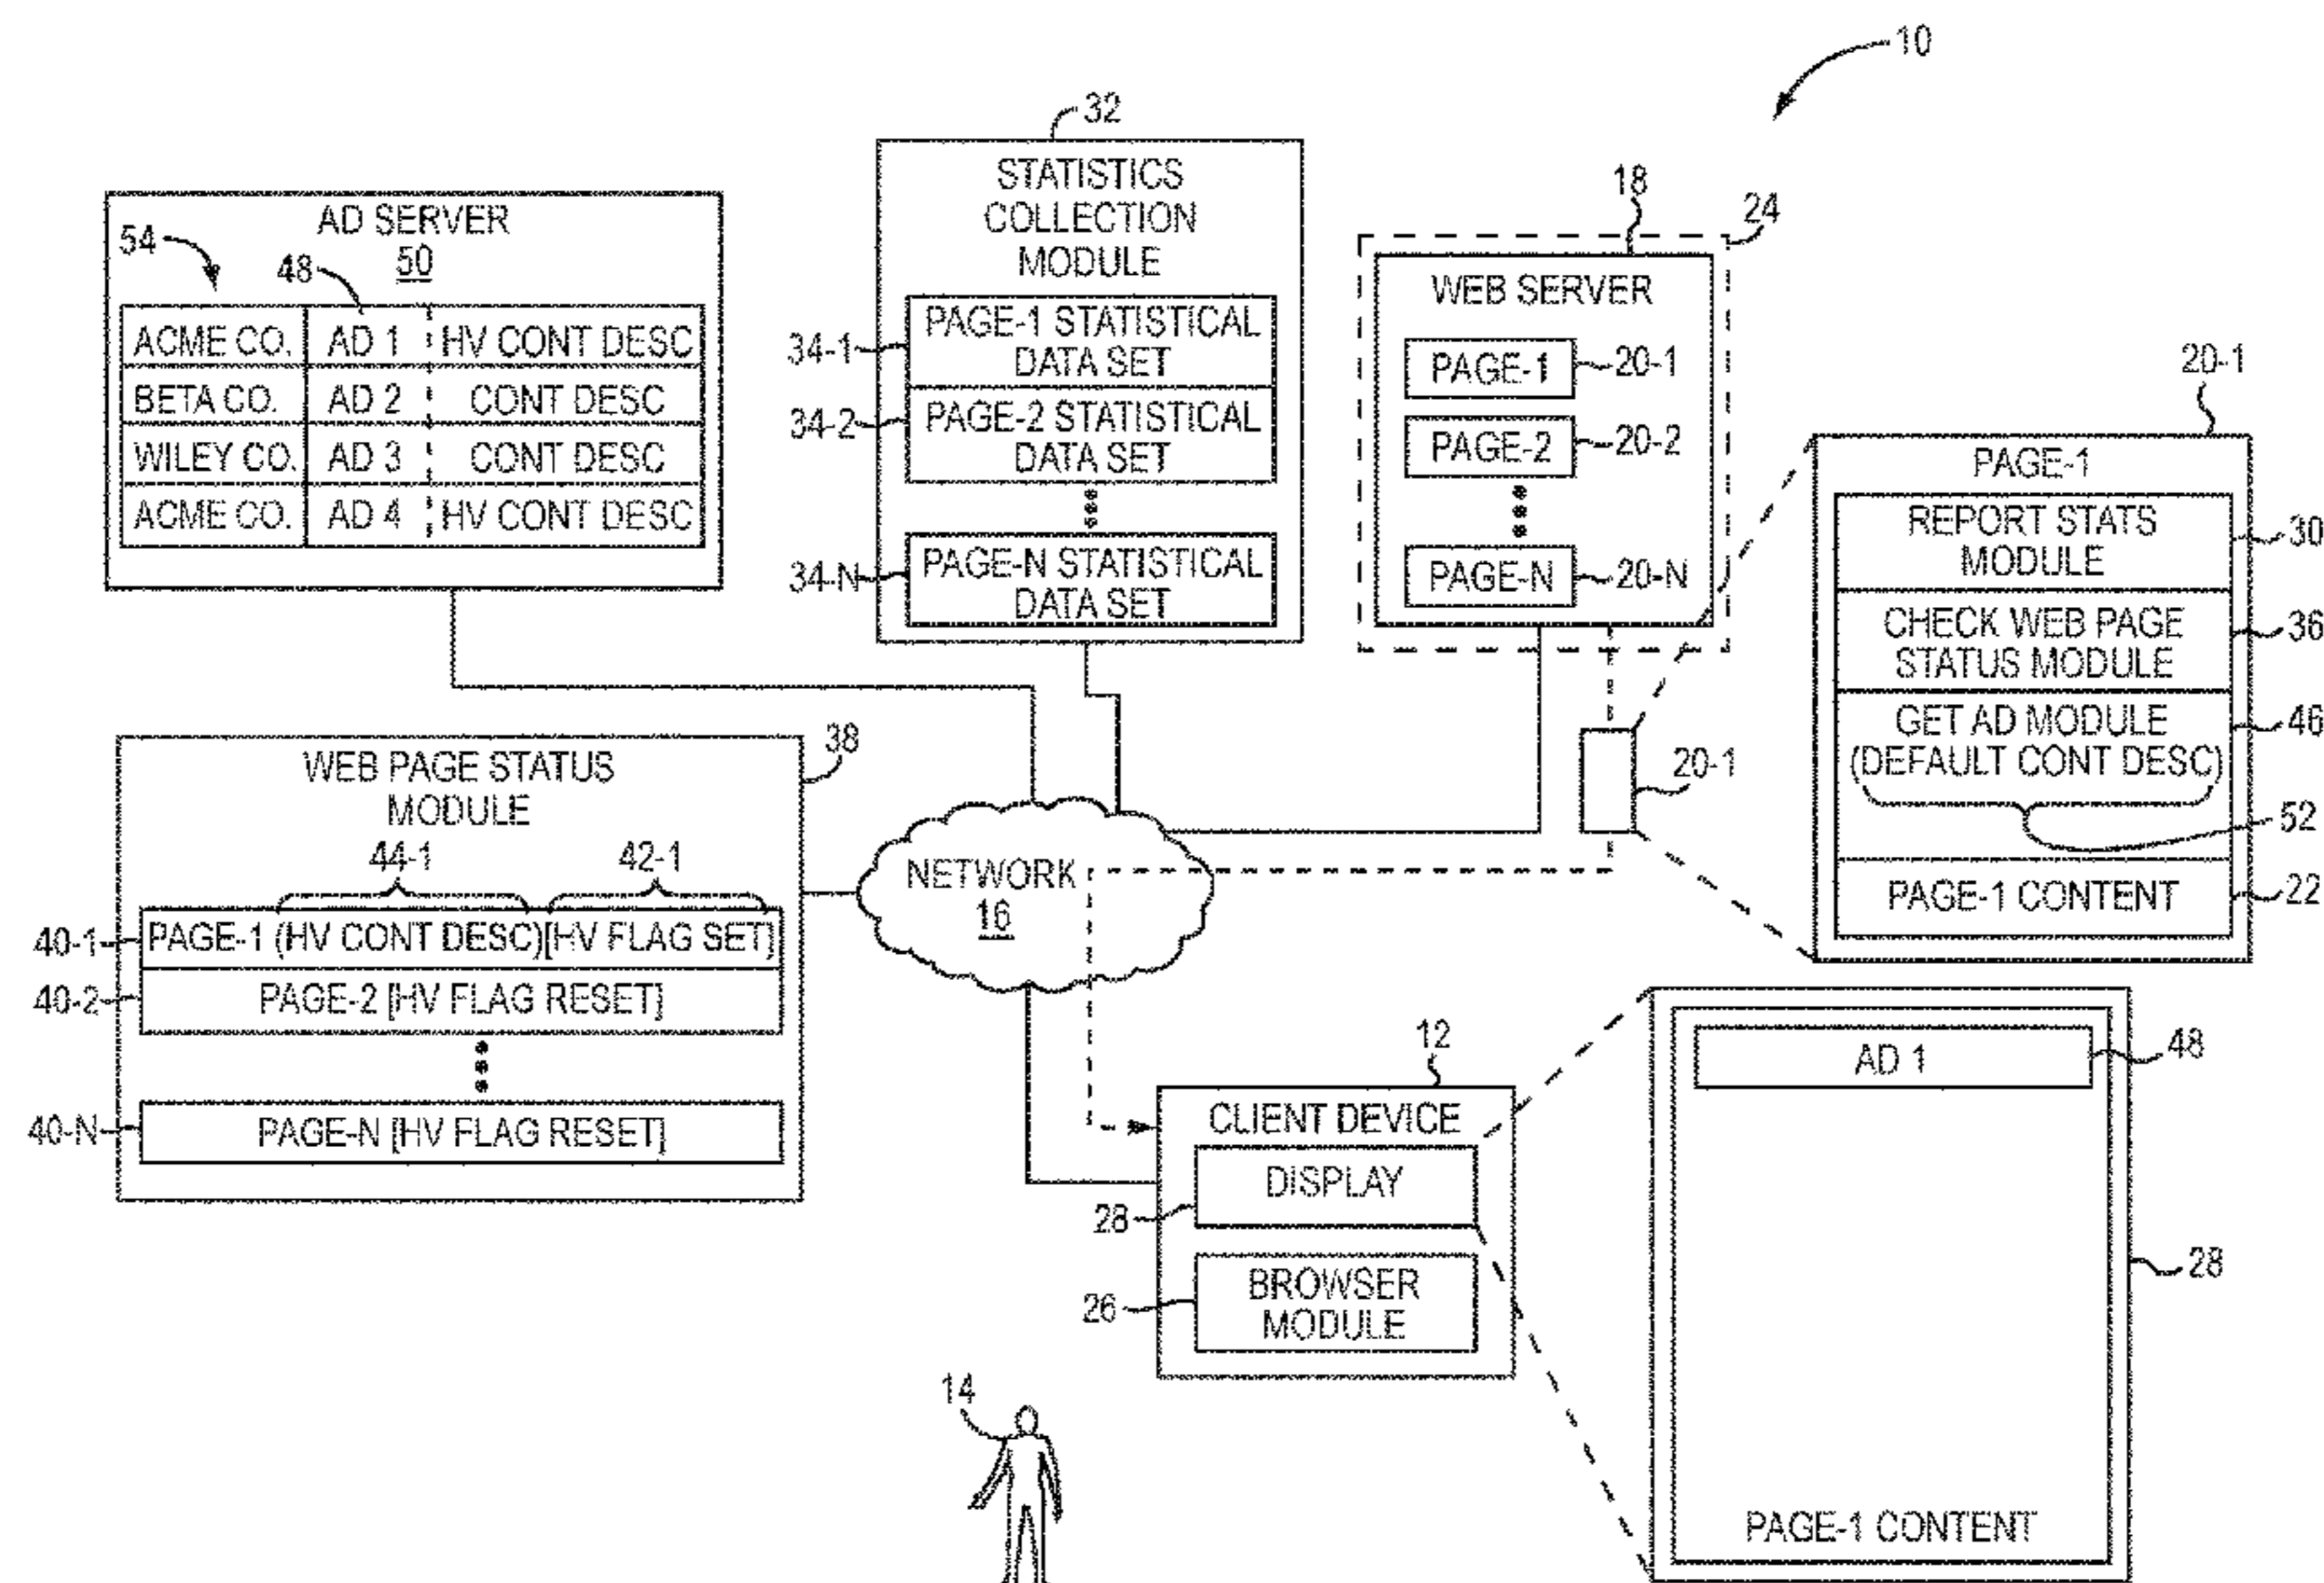 10
32
STATISTICS
COLLECTION
MODULE
PAGE-1 STATISTICAL
DATA SET
34-1
PAGE-2 STATISTICAL
DATA SET
34-2
PAGE-N STATISTICAL
DATA SET
34-N
AD SERVER
50
54
48
ACME CO. AD 1 HV CONT DESC
BETA CO. AD 2 CONT DESC
WILEY CO. AD 3 CONT DESC
ACME CO. AD 4 HV CONT DESC
18
24
WEB SERVER
PAGE-1 20-1
PAGE-2 20-2
PAGE-N 20-N
20-1
20-1
PAGE-1
REPORT STATS
MODULE
30
CHECK WEB PAGE
STATUS MODULE
36
GET AD MODULE
(DEFAULT CONT DESC)
46
52
PAGE-1 CONTENT
22
WEB PAGE STATUS
MODULE
38
44-1
42-1
40-1 PAGE-1 (HV CONT DESC)[HV FLAG SET]
40-2 PAGE-2 [HV FLAG RESET]
40-N PAGE-N [HV FLAG RESET]
NETWORK
16
12
CLIENT DEVICE
DISPLAY
28
BROWSER
MODULE
26
14
AD 1
48
28
PAGE-1 CONTENT